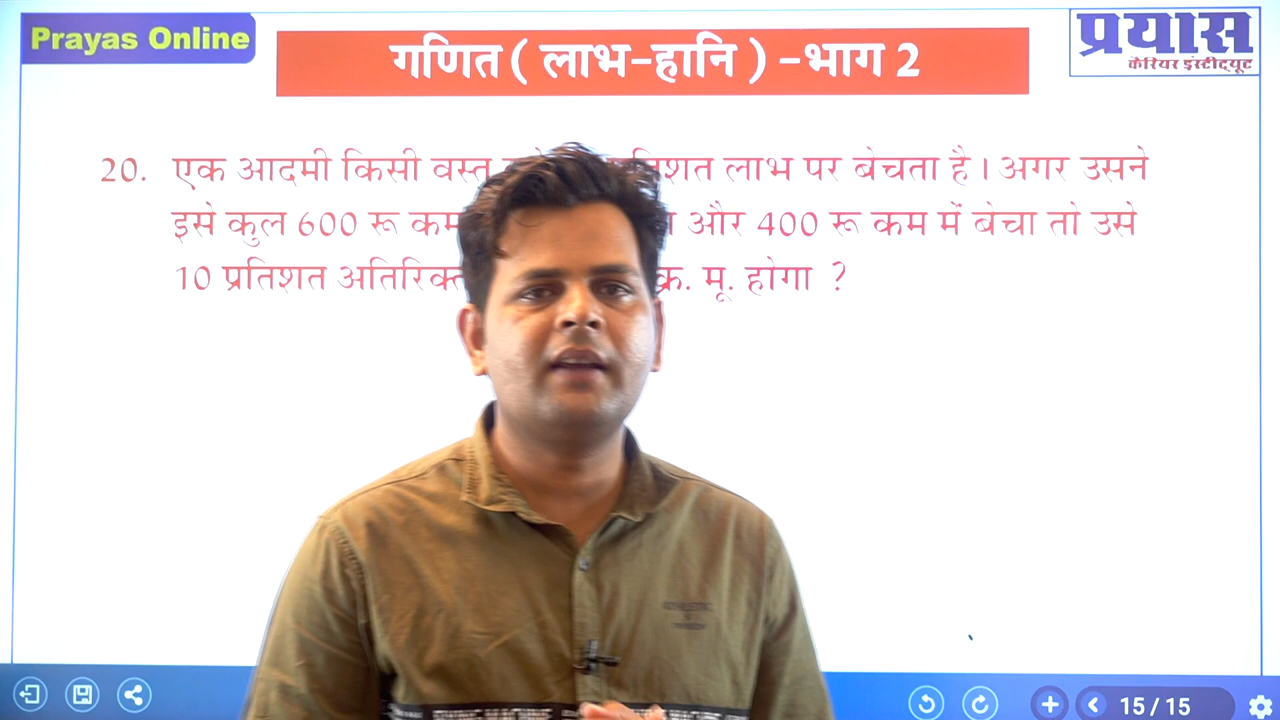 Prayas Online
गणित ( लाभ-हानि ) -भाग 2
प्रयास
केरियर इंस्टीट्यूट
20. एक आदमी किसी वस्तु लाभ पर बेचता है। अगर उसने
इसे कुल 600 रू कम और 400 रू कम में बेचा तो उसे
10 प्रतिशत अतिरिक्त क्र. मू. होगा ?
15 / 15